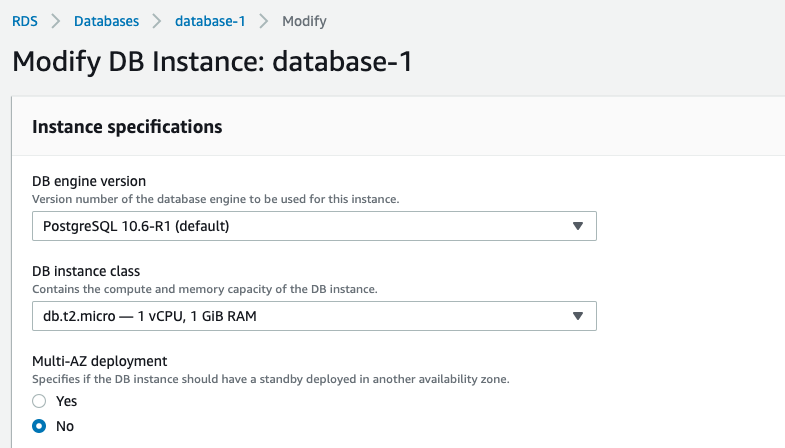 RDS > Databases > database-1 > Modify
Modify DB Instance: database-1
Instance specifications
DB engine version
Version number of the database engine to be used for this instance.
PostgreSQL 10.6-R1 (default)
DB instance class
Contains the compute and memory capacity of the DB instance.
db.t2.micro — 1 vCPU, 1 GiB RAM
Multi-AZ deployment
Specifies if the DB instance should have a standby deployed in another availability zone.
Yes
No